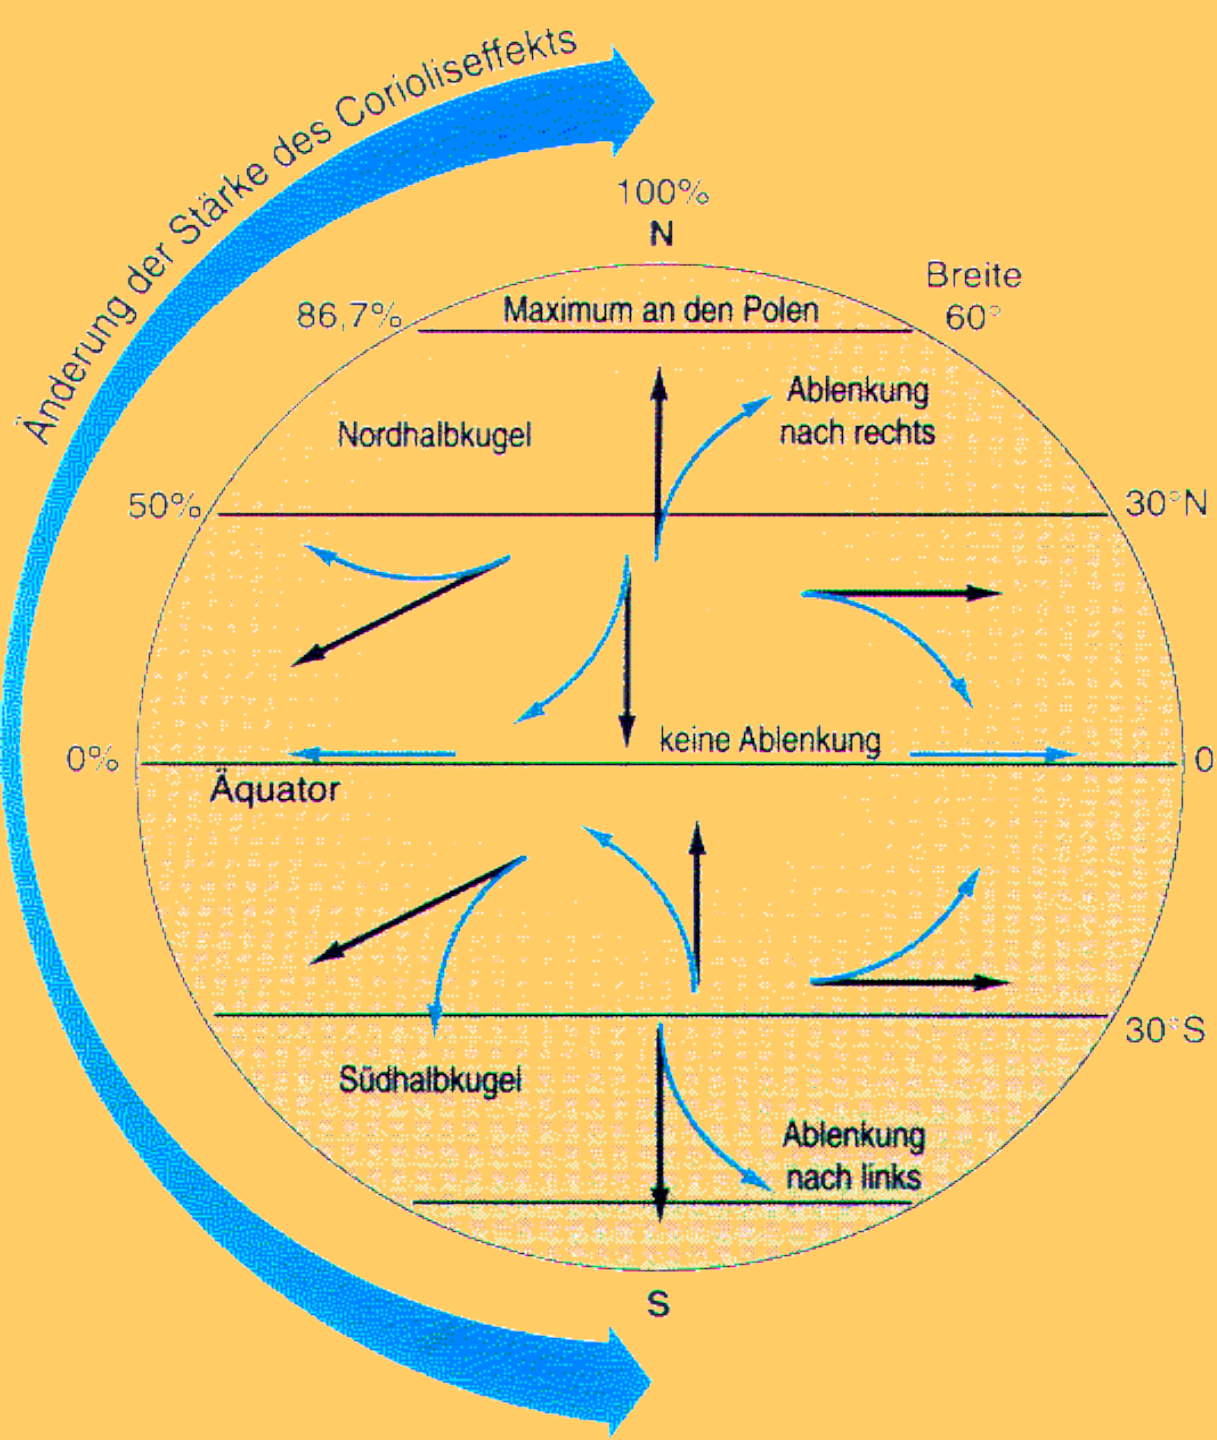 Änderung der Stärke des Corioliseffekts
100%
N
Breite
86,7%
Maximum an den Polen
60°
Ablenkung
nach rechts
Nordhalbkugel
50%
30°N
keine Ablenkung
0%
0
Äquator
30°S
Südhalbkugel
Ablenkung
nach links
S